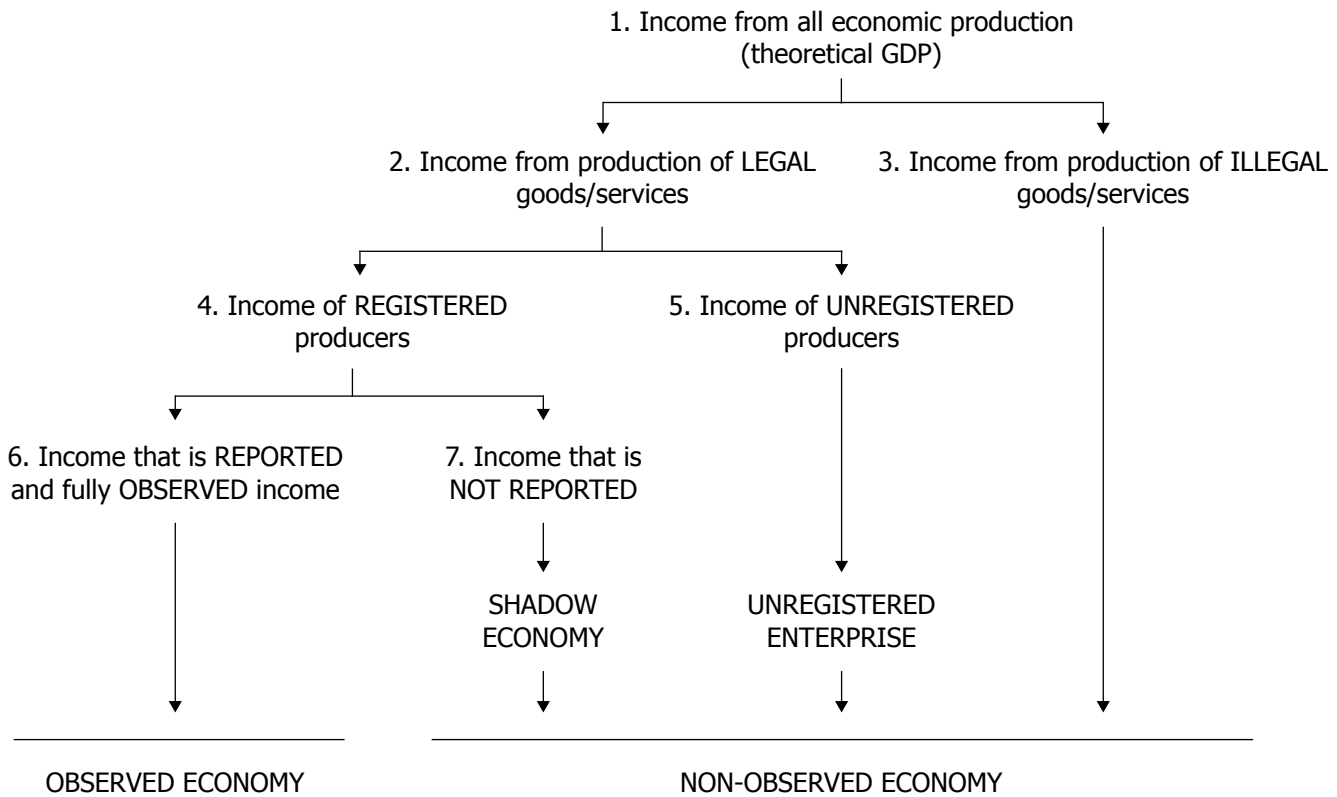 1. Income from all economic production
(theoretical GDP)
2. Income from production of LEGAL
goods/services
3. Income from production of ILLEGAL
goods/services
4. Income of REGISTERED
producers
5. Income of UNREGISTERED
producers
6. Income that is REPORTED
and fully OBSERVED income
7. Income that is
NOT REPORTED
SHADOW
ECONOMY
UNREGISTERED
ENTERPRISE
OBSERVED ECONOMY
NON-OBSERVED ECONOMY